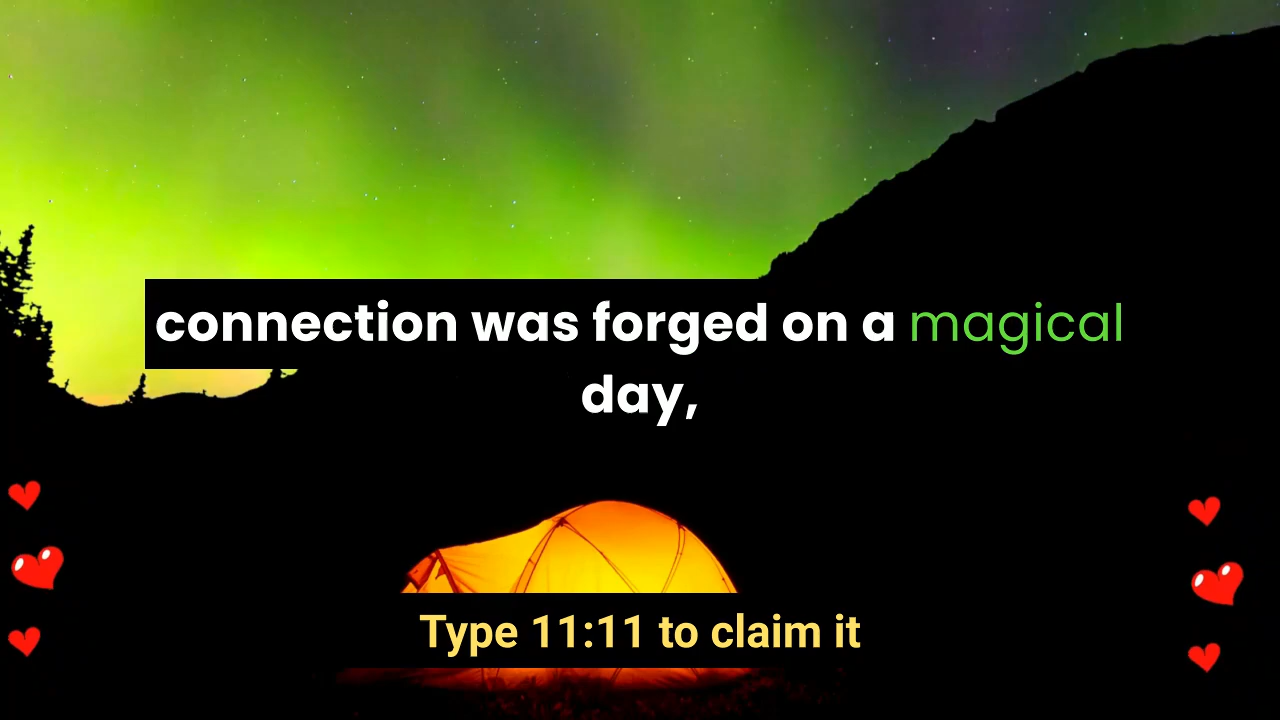 connection was forged on a magical
day,
Type 11:11 to claim it